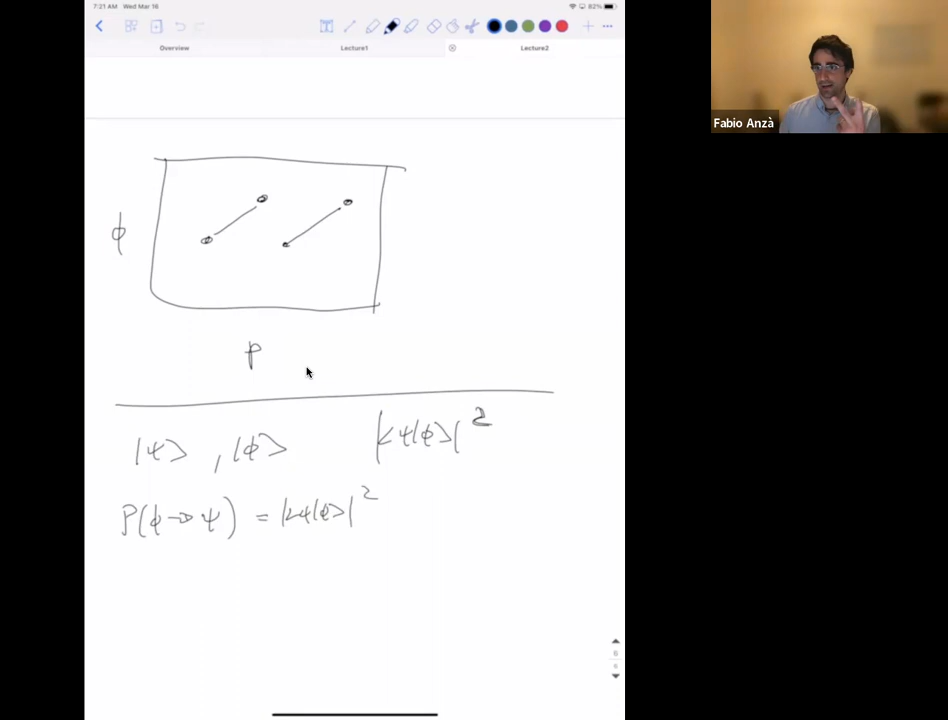 7:21 AM Wed Mar 16
82%
Overview
Lecture1
Lecture2
Fabio Anzà
ϕ
p
|ψ⟩ , |ϕ⟩ |⟨ψ|ϕ⟩|²
P(ϕ→ψ) = |⟨ψ|ϕ⟩|²